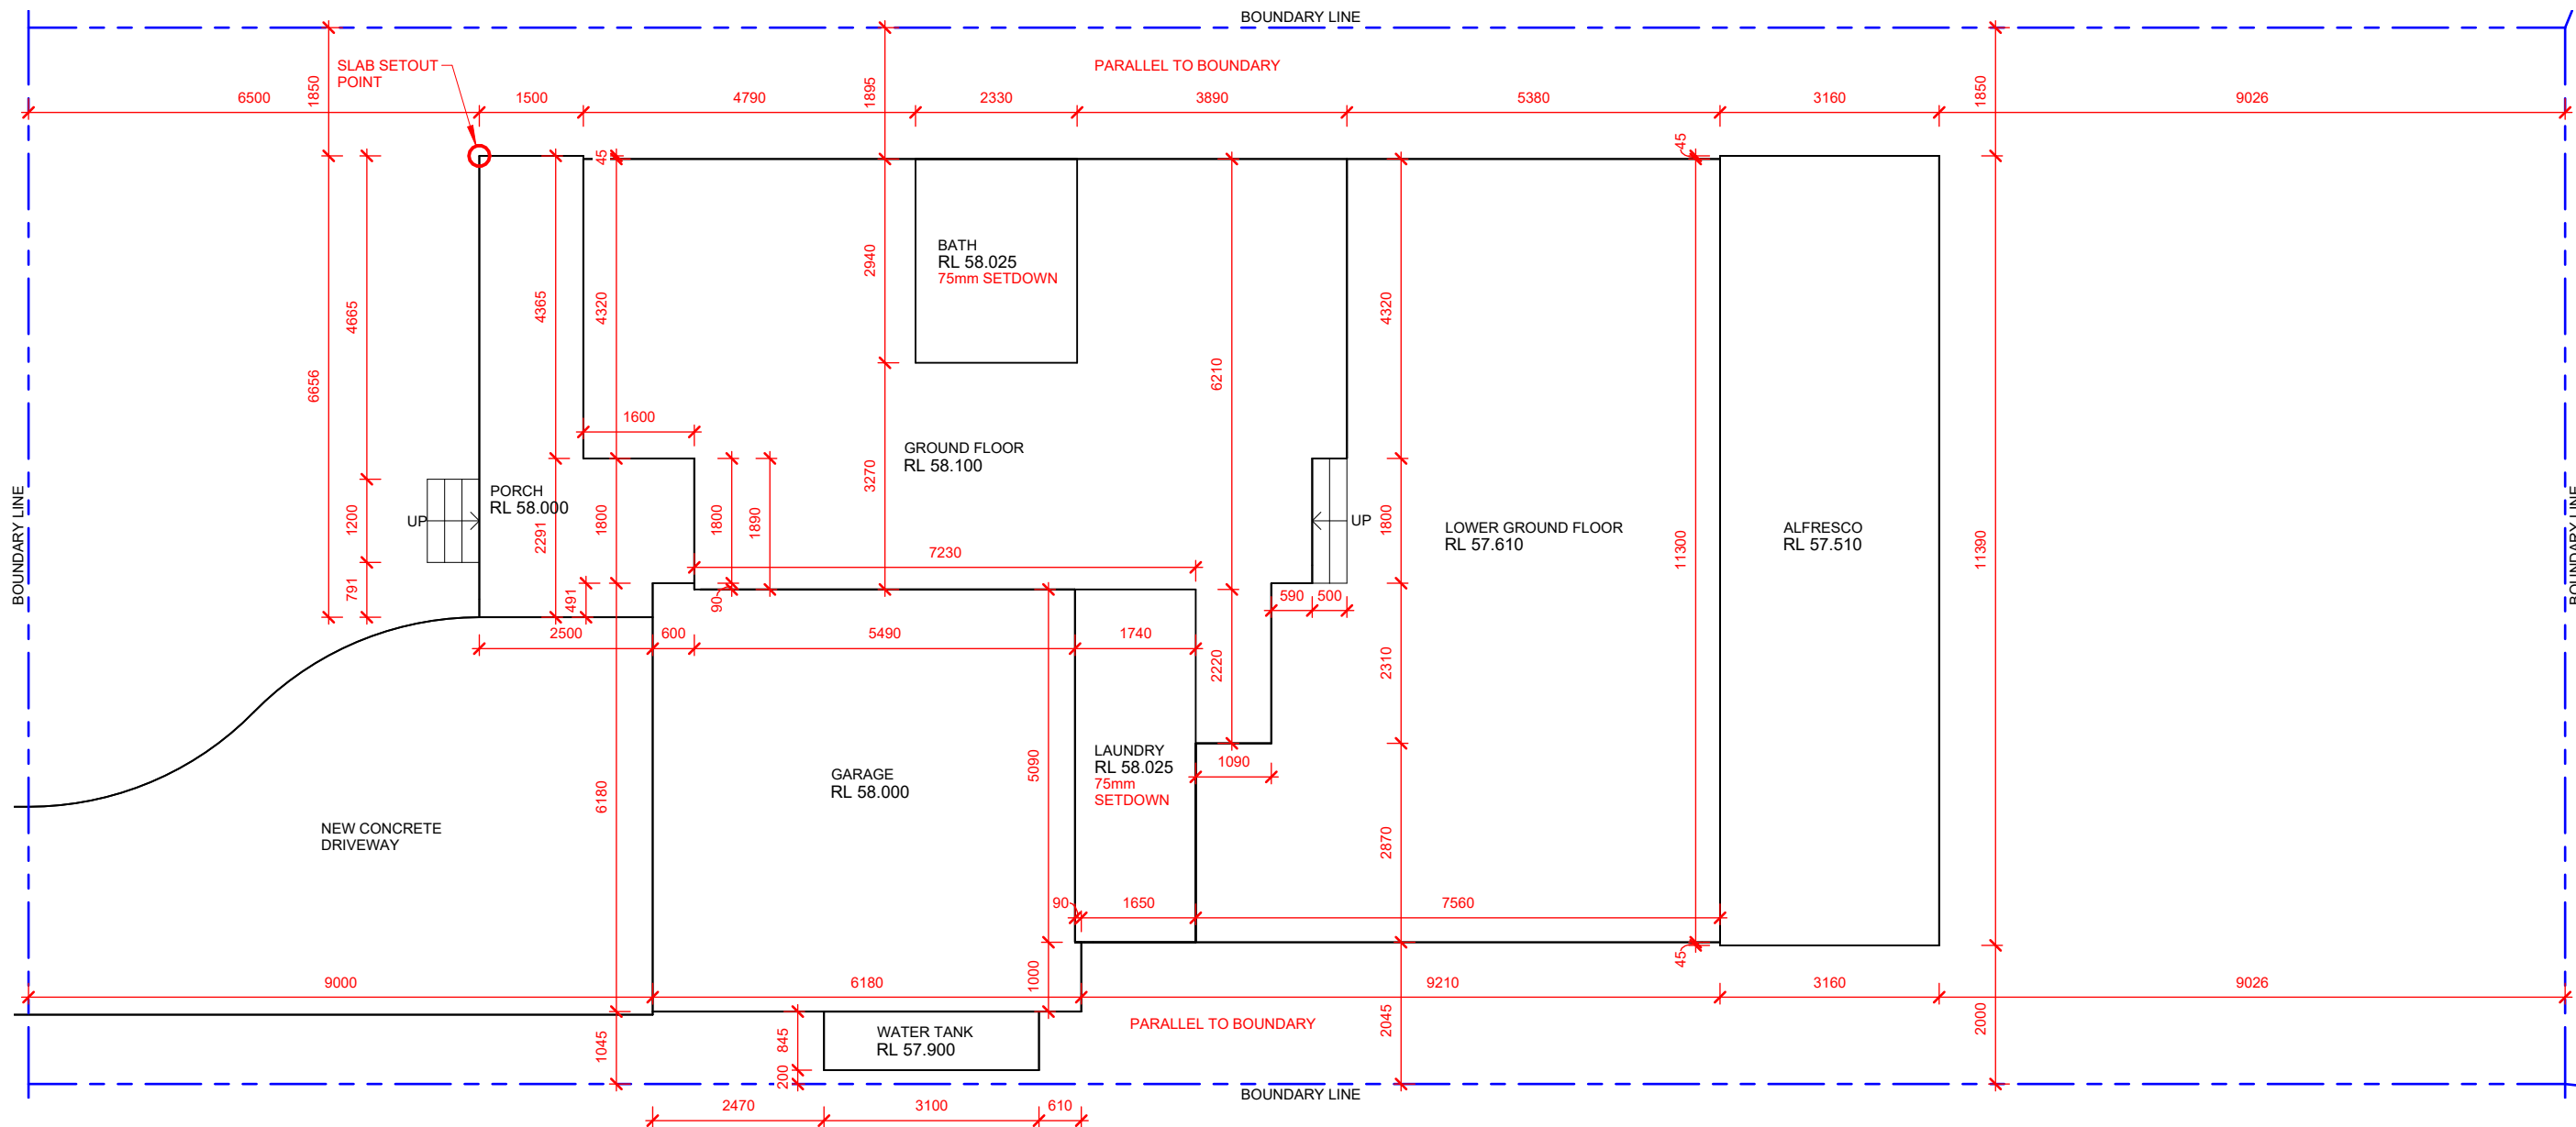 BOUNDARY LINE
SLAB SETOUT
POINT
PARALLEL TO BOUNDARY
6500
1850
1500
4790
1895
2330
3890
5380
3160
1850
9026
45
45
BATH
RL 58.025
75mm SETDOWN
2940
4665
4365
4320
4320
6656
6210
1600
GROUND FLOOR
RL 58.100
3270
PORCH
RL 58.000
UP
1200
2291
1800
1800
1890
UP
1800
LOWER GROUND FLOOR
RL 57.610
11300
ALFRESCO
RL 57.510
11390
BOUNDARY LINE
BOUNDARY LINE
7230
791
491
90
590
500
2500
600
5490
1740
2220
2310
LAUNDRY
RL 58.025
75mm
SETDOWN
1090
GARAGE
RL 58.000
5090
6180
NEW CONCRETE
DRIVEWAY
2870
90
1650
7560
45
9000
6180
1000
9210
3160
9026
PARALLEL TO BOUNDARY
2045
2000
1045
845
WATER TANK
RL 57.900
200
BOUNDARY LINE
2470
3100
610